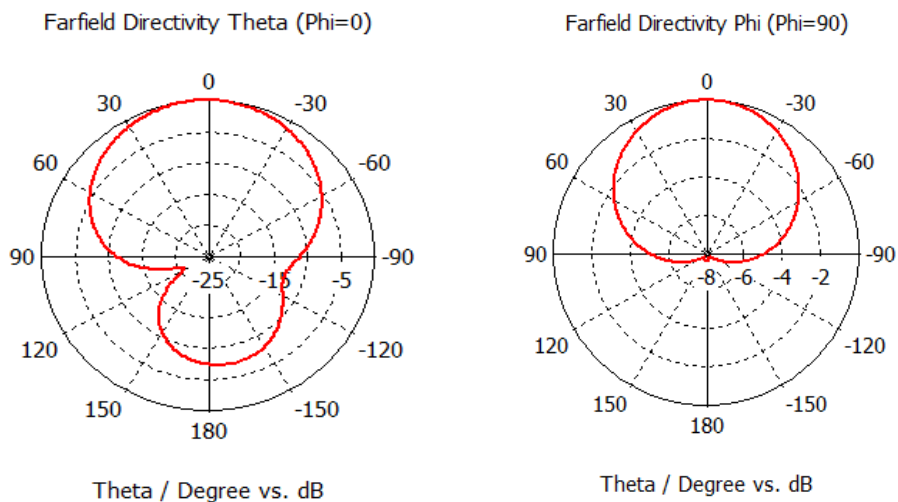 Farfield Directivity Theta (Phi=0)
0
30 -30
60 -60
90 -25 -15 -5 -90
120 -120
150 -150
180
Theta / Degree vs. dB
Farfield Directivity Phi (Phi=90)
0
30 -30
60 -60
90 -8 -6 -4 -2 -90
120 -120
150 -150
180
Theta / Degree vs. dB